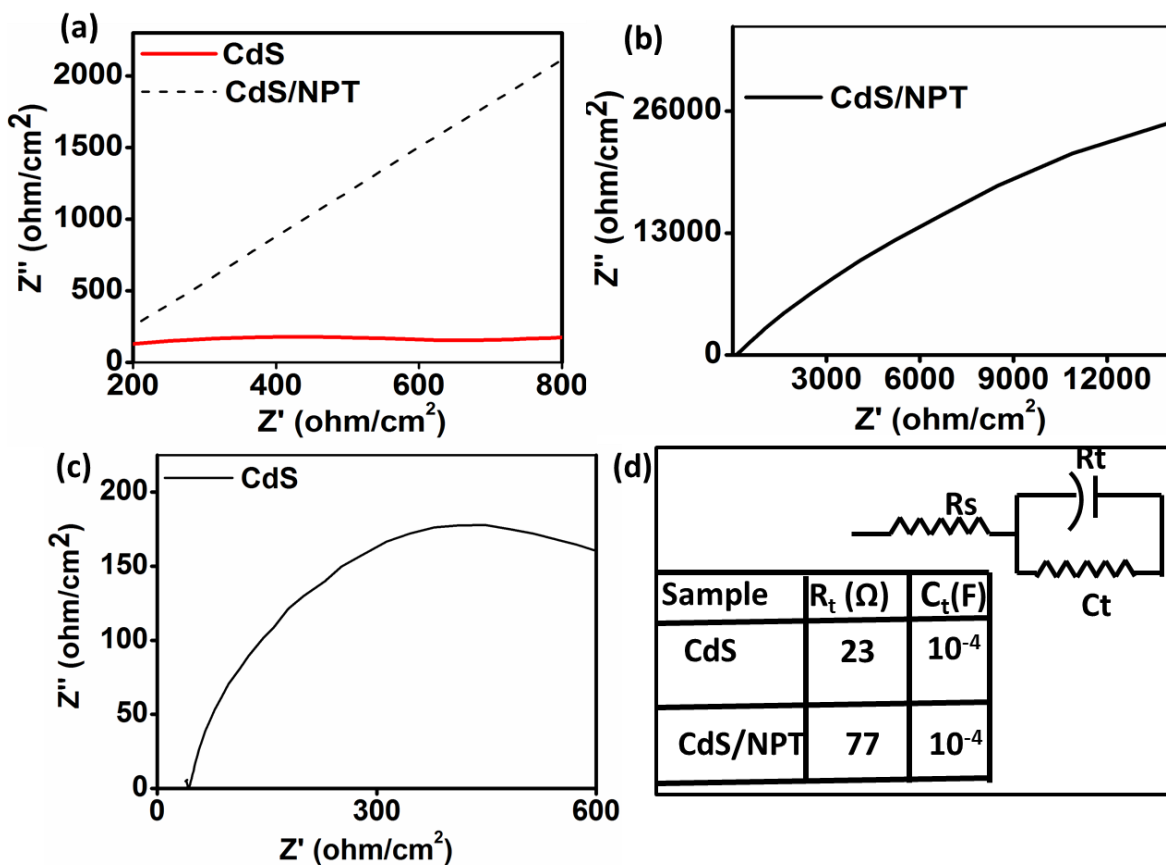 (a)
CdS
CdS/NPT
2000
1500
1000
500
0
200 400 600 800
Z'' (ohm/cm²)
Z' (ohm/cm²)
(b)
CdS/NPT
26000
13000
0
3000 6000 9000 12000
Z'' (ohm/cm²)
Z' (ohm/cm²)
(c)
CdS
200
150
100
50
0
0 300 600
Z'' (ohm/cm²)
Z' (ohm/cm²)
(d)
Rt
Rs
Ct
Sample Rₜ (Ω) Cₜ(F)
CdS 23 10⁻⁴
CdS/NPT 77 10⁻⁴